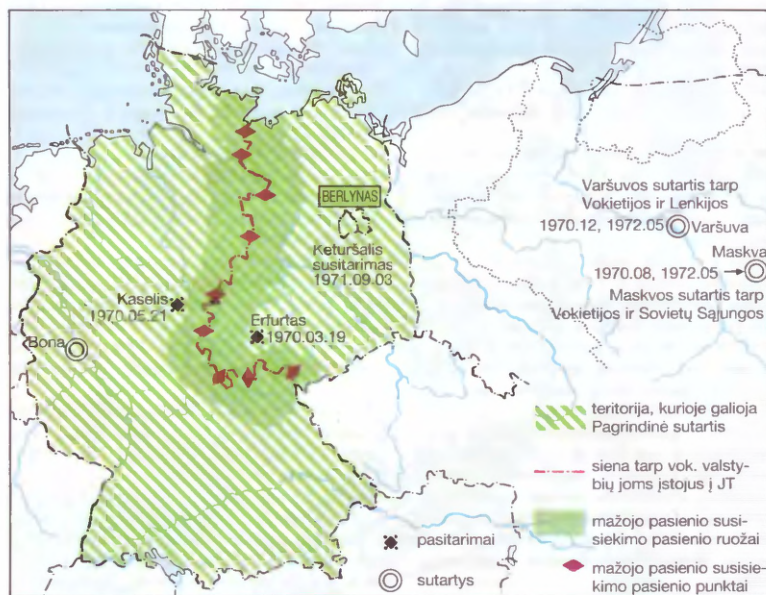 BERLYNAS
Keturšalis
susitarimas
1971.09.03
Kaselis
1970.05.21
Erfurtas
1970.03.19
Bona
Varšuvos sutartis tarp
Vokietijos ir Lenkijos
1970.12, 1972.05 Varšuva
Maskva
1970.08, 1972.05
Maskvos sutartis tarp
Vokietijos ir Sovietų Sąjungos
teritorija, kurioje galioja
Pagrindinė sutartis
siena tarp vok. valsty-
bių joms įstojus į JT
mažojo pasienio susi-
siekimo pasienio ruožai
mažojo pasienio susisie-
kimo pasienio punktai
pasitarimai
sutartys